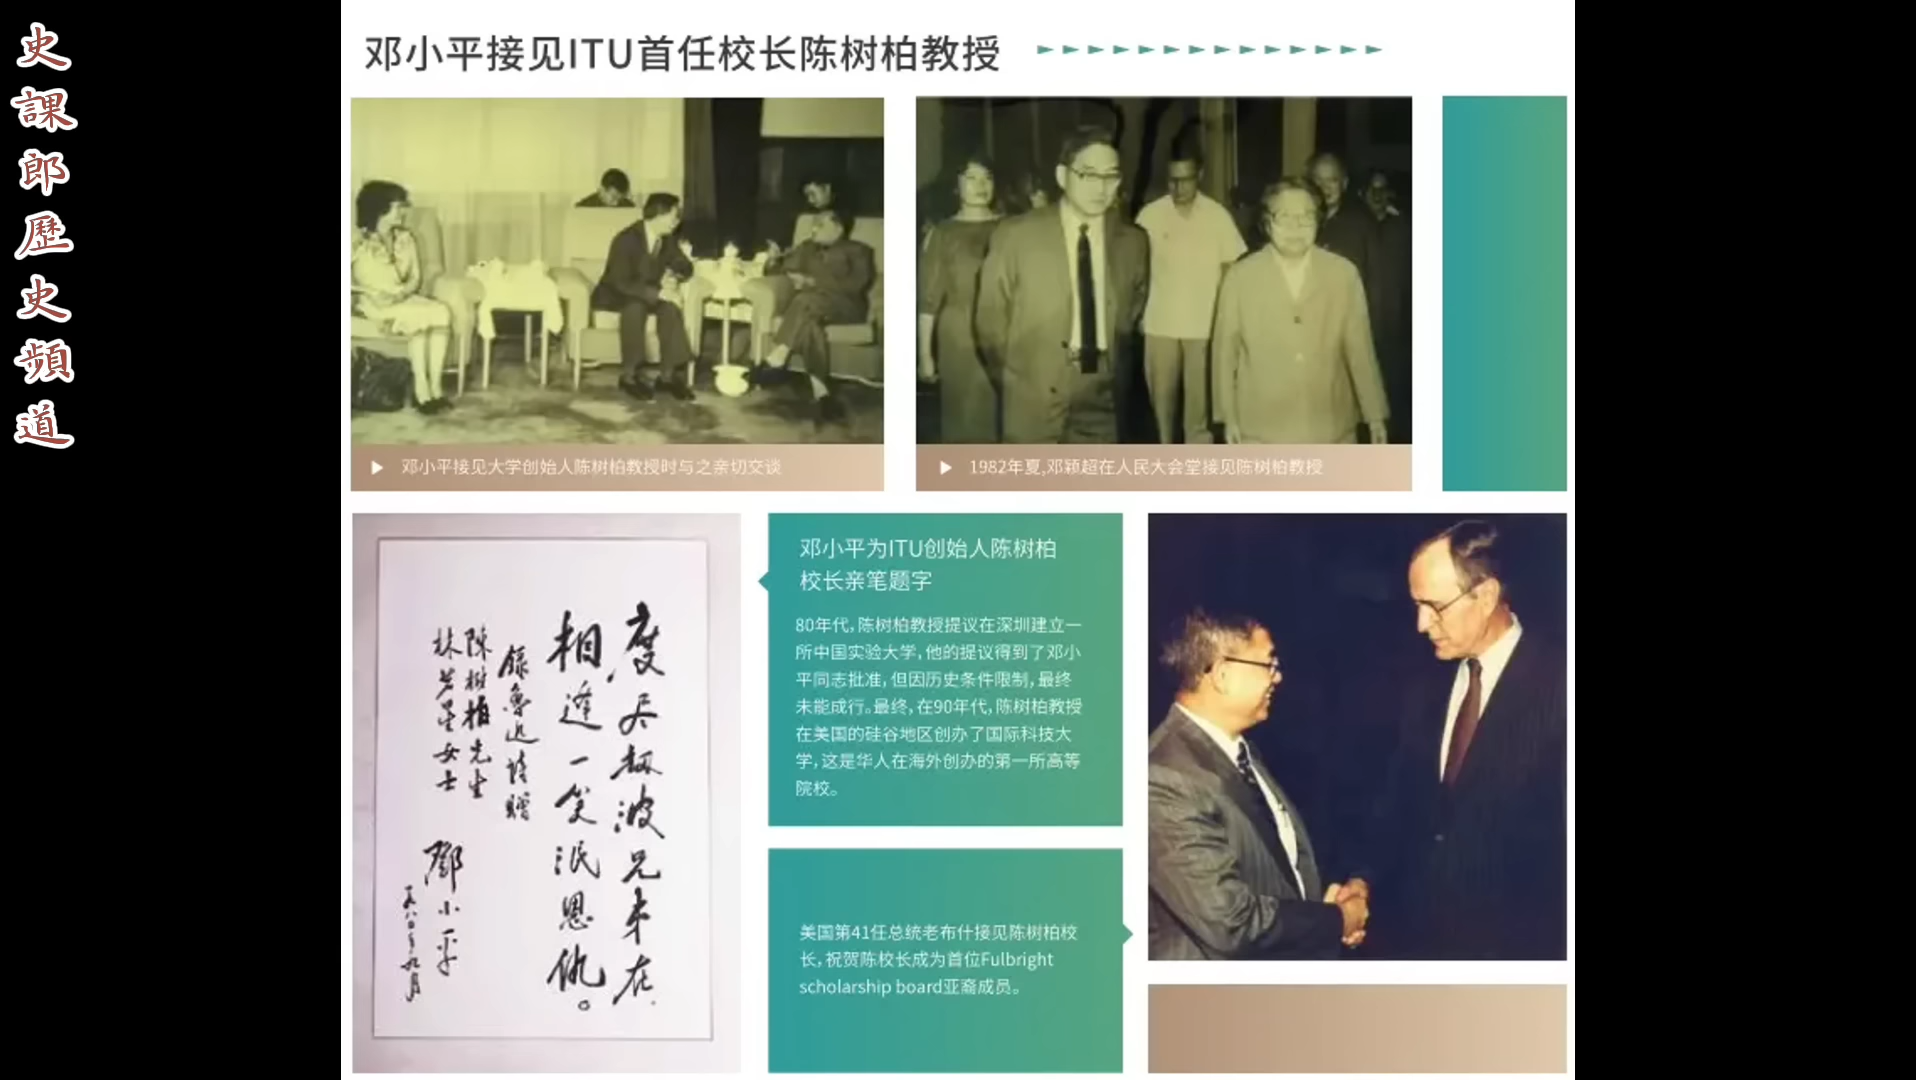 史課郎歷史頻道
邓小平接见ITU首任校长陈树柏教授
邓小平接见大学创始人陈树柏教授时与之亲切交谈
1982年夏,邓颖超在人民大会堂接见陈树柏教授
度尽劫波兄弟在
相逢一笑泯恩仇。
錄魯迅詩贈
陳樹柏先生
林君星女士
鄧小平
一九八〇年九月
邓小平为ITU创始人陈树柏
校长亲笔题字
80年代,陈树柏教授提议在深圳建立一
所中国实验大学,他的提议得到了邓小
平同志批准,但因历史条件限制,最终
未能成行。最终,在90年代,陈树柏教授
在美国的硅谷地区创办了国际科技大
学,这是华人在海外创办的第一所高等
院校。
美国第41任总统老布什接见陈树柏校
长,祝贺陈校长成为首位Fulbright
scholarship board亚裔成员。